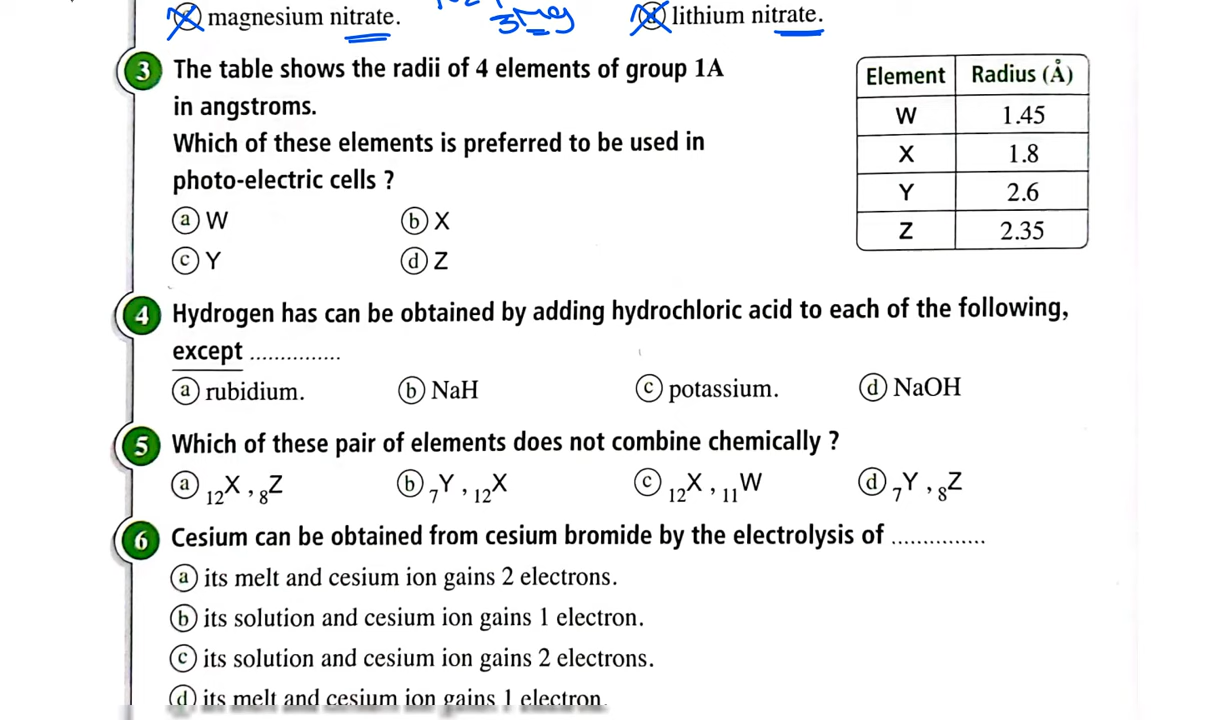 ⓒ magnesium nitrate. 3Mg ⓓ lithium nitrate.
3 The table shows the radii of 4 elements of group 1A
in angstroms.
Which of these elements is preferred to be used in
photo-electric cells ?
ⓐ W ⓑ X
ⓒ Y ⓓ Z
Element Radius (Å)
W 1.45
X 1.8
Y 2.6
Z 2.35
4 Hydrogen has can be obtained by adding hydrochloric acid to each of the following,
except ...............
ⓐ rubidium. ⓑ NaH ⓒ potassium. ⓓ NaOH
5 Which of these pair of elements does not combine chemically ?
ⓐ ₁₂X , ₈Z ⓑ ₇Y , ₁₂X ⓒ ₁₂X , ₁₁W ⓓ ₇Y , ₈Z
6 Cesium can be obtained from cesium bromide by the electrolysis of ...............
ⓐ its melt and cesium ion gains 2 electrons.
ⓑ its solution and cesium ion gains 1 electron.
ⓒ its solution and cesium ion gains 2 electrons.
ⓓ its melt and cesium ion gains 1 electron.